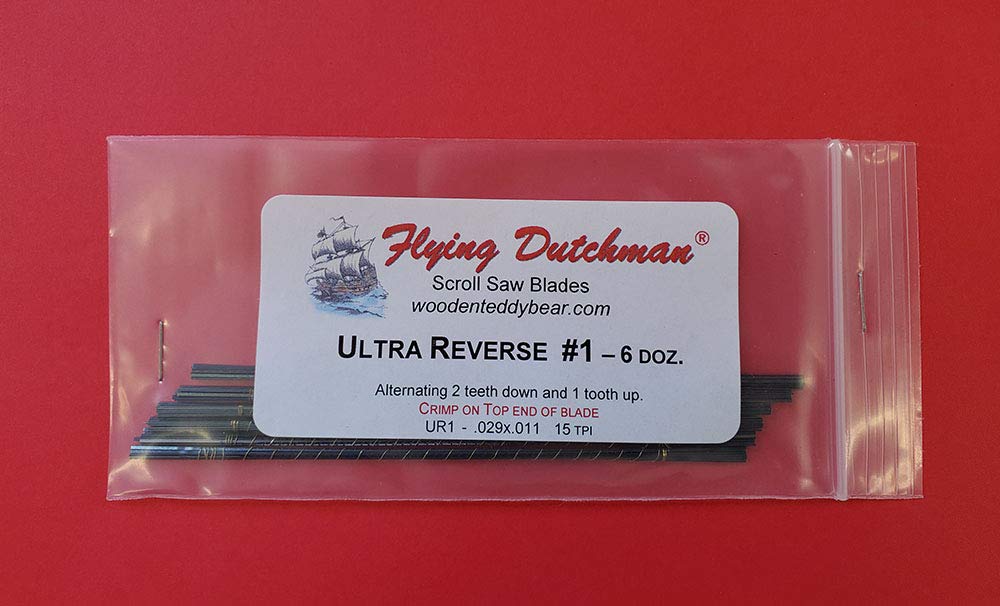 Flying Dutchman®
Scroll Saw Blades
woodenteddybear.com
ULTRA REVERSE #1 – 6 DOZ.
Alternating 2 teeth down and 1 tooth up.
CRIMP ON TOP END OF BLADE
UR1 - .029x.011 15 TPI